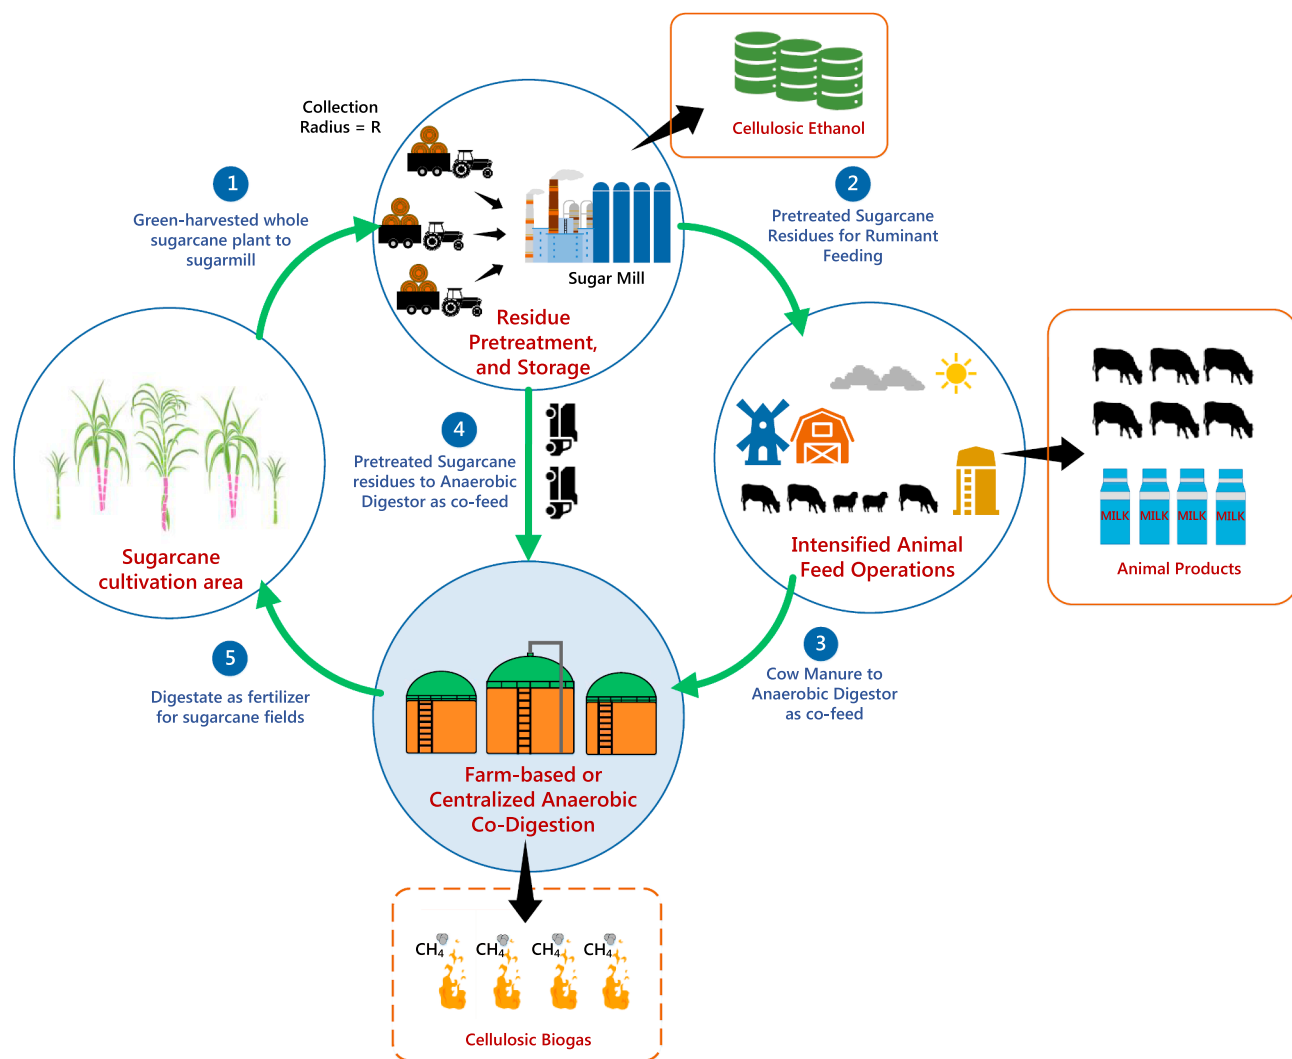 Collection
Radius = R
Cellulosic Ethanol
1
Green-harvested whole
sugarcane plant to
sugarmill
2
Pretreated Sugarcane
Residues for Ruminant
Feeding
Sugar Mill
Residue
Pretreatment,
and Storage
4
Pretreated Sugarcane
residues to Anaerobic
Digestor as co-feed
Sugarcane
cultivation area
Intensified Animal
Feed Operations
MILK MILK MILK MILK
Animal Products
5
Digestate as fertilizer
for sugarcane fields
3
Cow Manure to
Anaerobic Digestor
as co-feed
Farm-based or
Centralized Anaerobic
Co-Digestion
CH₄ CH₄ CH₄ CH₄
Cellulosic Biogas